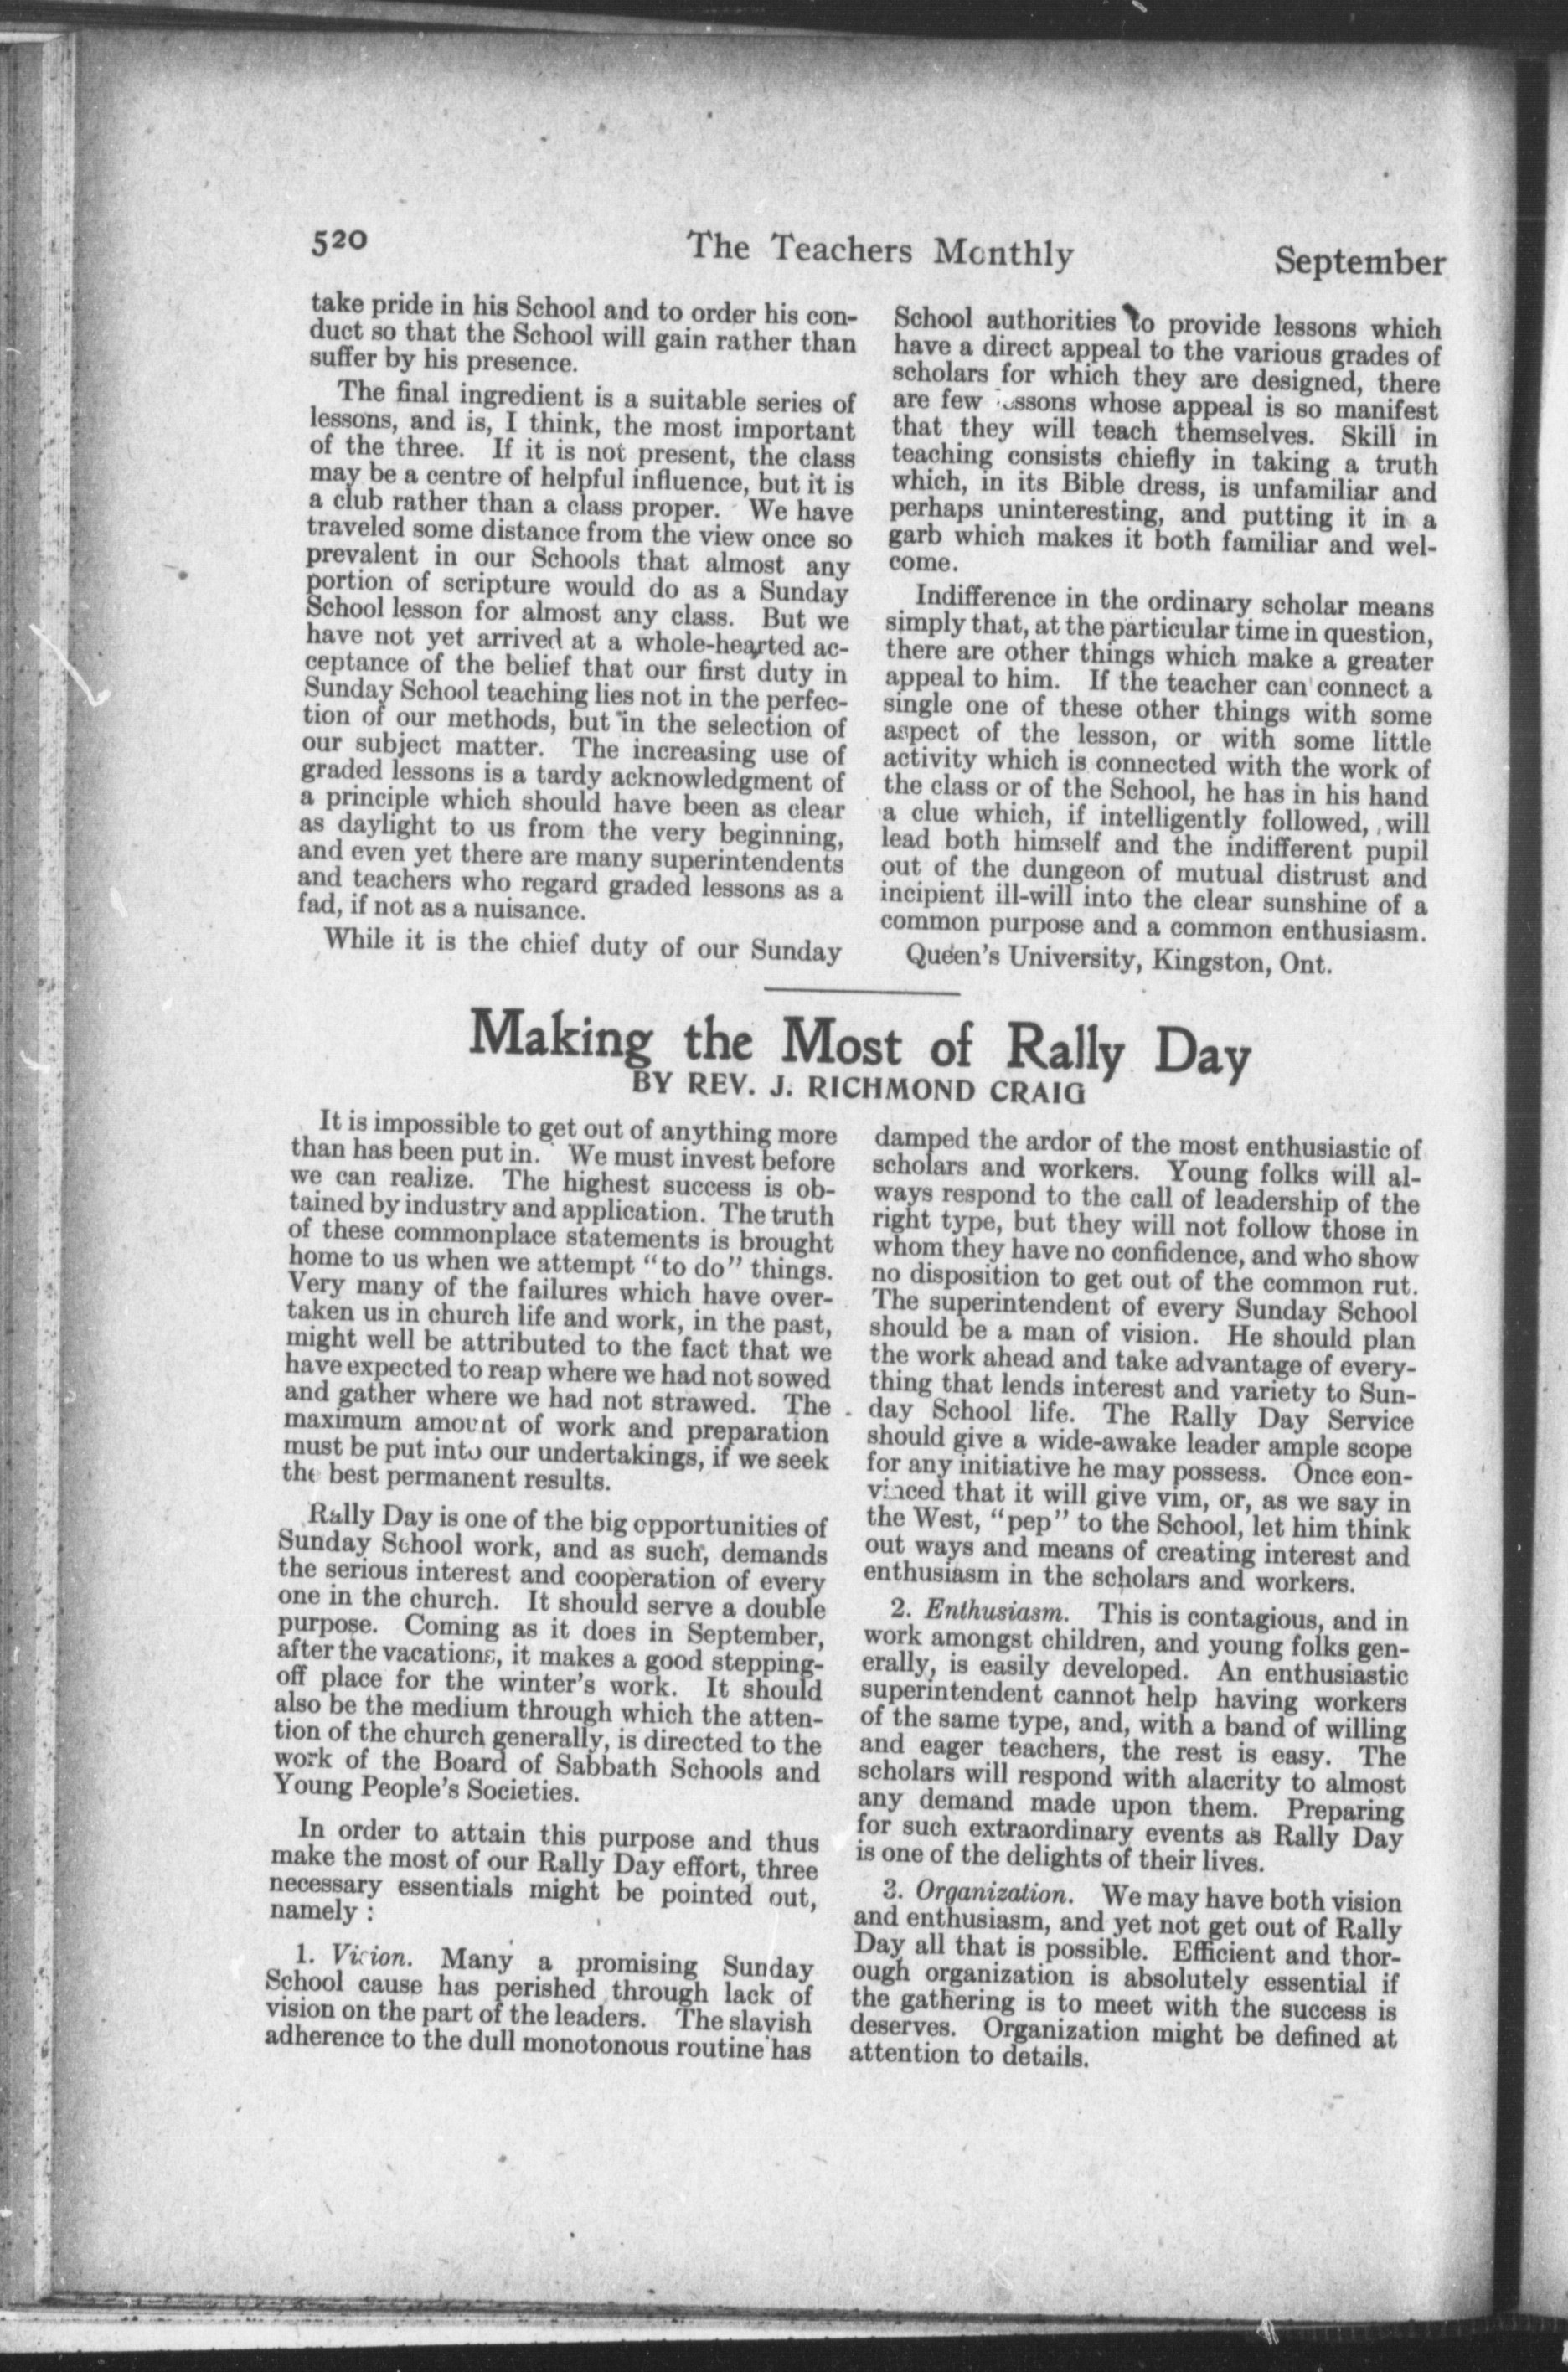 520
The Teachers Monthly
September
take pride in his School and to order his con-
duct so that the School will gain rather than
suffer by his presence.
The final ingredient is a suitable series of
lessons, and is, I think, the most important
of the three. If it is not present, the class
may be a centre of helpful influence, but it is
a club rather than a class proper. We have
traveled some distance from the view once so
prevalent in our Schools that almost any
portion of scripture would do as a Sunday
School lesson for almost any class. But we
have not yet arrived at a whole-hearted ac-
ceptance of the belief that our first duty in
Sunday School teaching lies not in the perfec-
tion of our methods, but in the selection of
our subject matter. The increasing use of
graded lessons is a tardy acknowledgment of
a principle which should have been as clear
as daylight to us from the very beginning,
and even yet there are many superintendents
and teachers who regard graded lessons as a
fad, if not as a nuisance.
While it is the chief duty of our Sunday
School authorities to provide lessons which
have a direct appeal to the various grades of
scholars for which they are designed, there
are few lessons whose appeal is so manifest
that they will teach themselves. Skill in
teaching consists chiefly in taking a truth
which, in its Bible dress, is unfamiliar and
perhaps uninteresting, and putting it in a
garb which makes it both familiar and wel-
come.
Indifference in the ordinary scholar means
simply that, at the particular time in question,
there are other things which make a greater
appeal to him. If the teacher can connect a
single one of these other things with some
aspect of the lesson, or with some little
activity which is connected with the work of
the class or of the School, he has in his hand
a clue which, if intelligently followed, will
lead both himself and the indifferent pupil
out of the dungeon of mutual distrust and
incipient ill-will into the clear sunshine of a
common purpose and a common enthusiasm.
Queen's University, Kingston, Ont.
Making the Most of Rally Day
BY REV. J. RICHMOND CRAIG
It is impossible to get out of anything more
than has been put in. We must invest before
we can realize. The highest success is ob-
tained by industry and application. The truth
of these commonplace statements is brought
home to us when we attempt "to do" things.
Very many of the failures which have over-
taken us in church life and work, in the past,
might well be attributed to the fact that we
have expected to reap where we had not sowed
and gather where we had not strawed. The
maximum amount of work and preparation
must be put into our undertakings, if we seek
the best permanent results.
Rally Day is one of the big opportunities of
Sunday School work, and as such, demands
the serious interest and cooperation of every
one in the church. It should serve a double
purpose. Coming as it does in September,
after the vacations, it makes a good stepping-
off place for the winter's work. It should
also be the medium through which the atten-
tion of the church generally, is directed to the
work of the Board of Sabbath Schools and
Young People's Societies.
In order to attain this purpose and thus
make the most of our Rally Day effort, three
necessary essentials might be pointed out,
namely :
1. Vision. Many a promising Sunday
School cause has perished through lack of
vision on the part of the leaders. The slavish
adherence to the dull monotonous routine has
damped the ardor of the most enthusiastic of
scholars and workers. Young folks will al-
ways respond to the call of leadership of the
right type, but they will not follow those in
whom they have no confidence, and who show
no disposition to get out of the common rut.
The superintendent of every Sunday School
should be a man of vision. He should plan
the work ahead and take advantage of every-
thing that lends interest and variety to Sun-
day School life. The Rally Day Service
should give a wide-awake leader ample scope
for any initiative he may possess. Once con-
vinced that it will give vim, or, as we say in
the West, "pep" to the School, let him think
out ways and means of creating interest and
enthusiasm in the scholars and workers.
2. Enthusiasm. This is contagious, and in
work amongst children, and young folks gen-
erally, is easily developed. An enthusiastic
superintendent cannot help having workers
of the same type, and, with a band of willing
and eager teachers, the rest is easy. The
scholars will respond with alacrity to almost
any demand made upon them. Preparing
for such extraordinary events as Rally Day
is one of the delights of their lives.
3. Organization. We may have both vision
and enthusiasm, and yet not get out of Rally
Day all that is possible. Efficient and thor-
ough organization is absolutely essential if
the gathering is to meet with the success is
deserves. Organization might be defined at
attention to details.